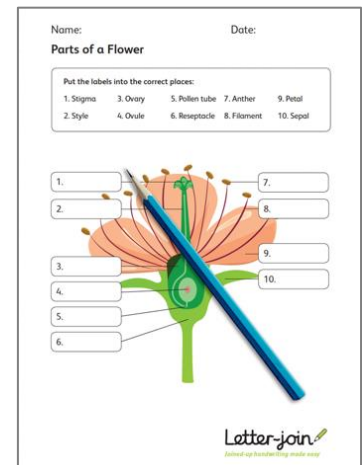 Name: Date:
Parts of a Flower
Put the labels into the correct places:
1. Stigma 3. Ovary 5. Pollen tube 7. Anther 9. Petal
2. Style 4. Ovule 6. Reseptacle 8. Filament 10. Sepal
1. 7.
2. 8.
9.
3. 10.
4.
5.
6.
Letter-join
Joined-up handwriting made easy